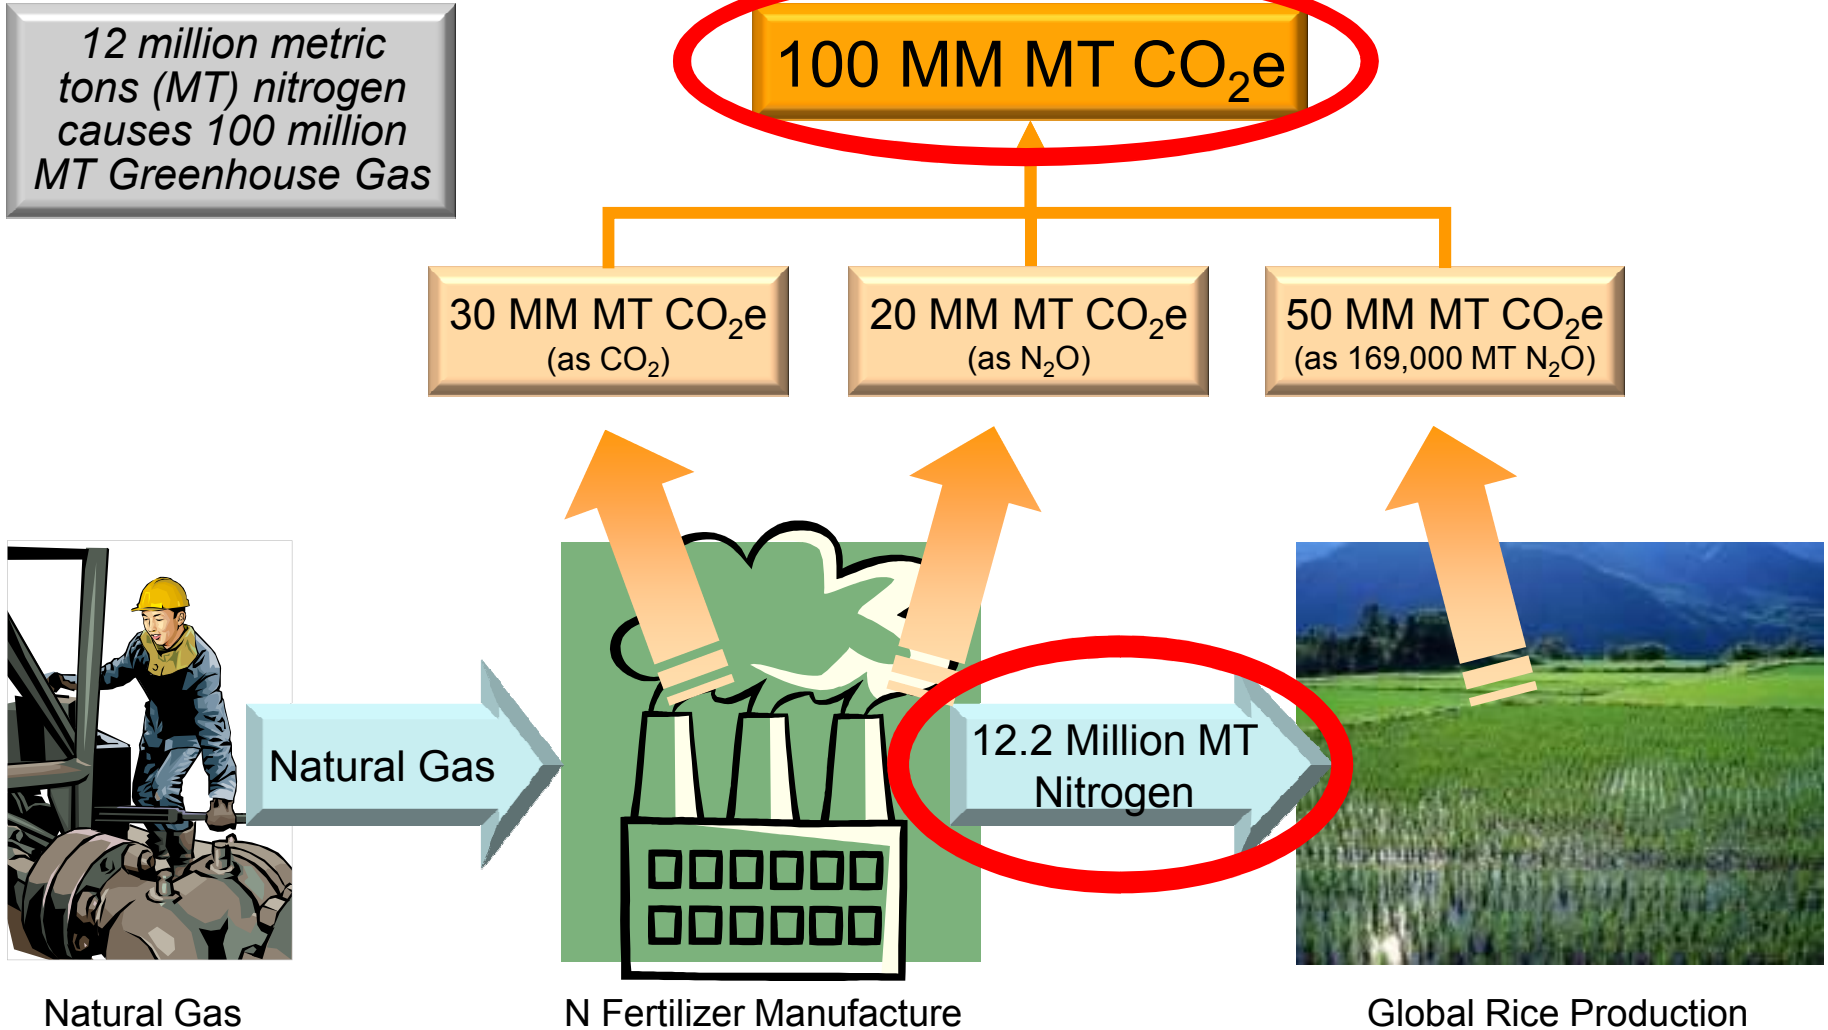 12 million metric
tons (MT) nitrogen
causes 100 million
MT Greenhouse Gas
100 MM MT CO₂e
30 MM MT CO₂e
(as CO₂)
20 MM MT CO₂e
(as N₂O)
50 MM MT CO₂e
(as 169,000 MT N₂O)
Natural Gas
12.2 Million MT
Nitrogen
Natural Gas
N Fertilizer Manufacture
Global Rice Production